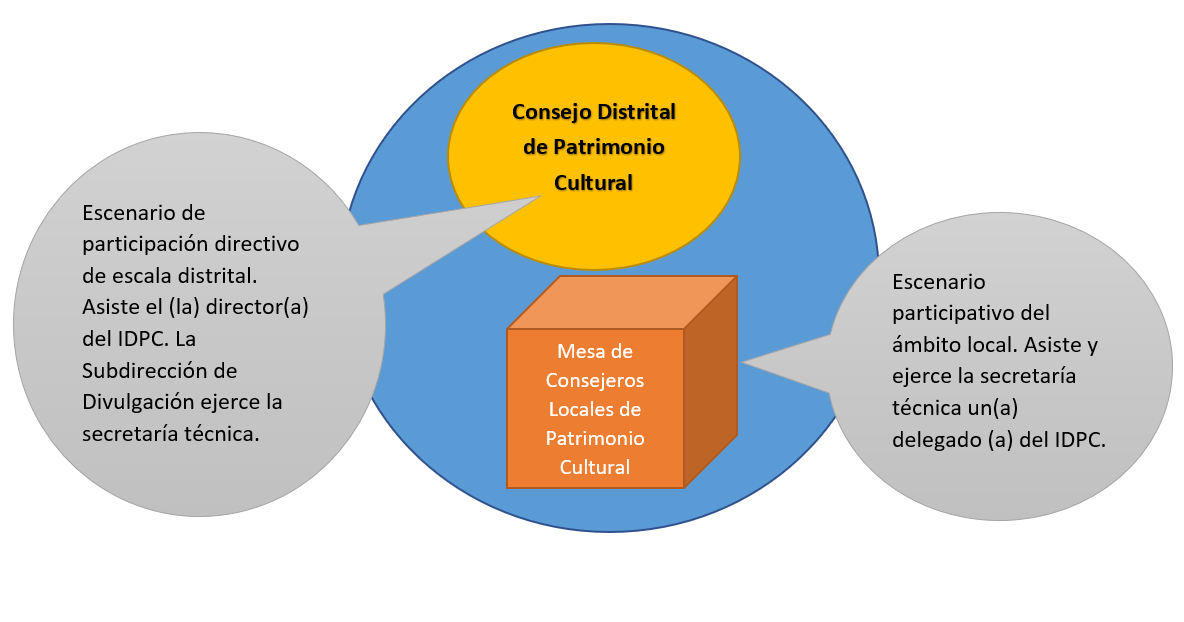 Consejo Distrital
de Patrimonio
Cultural
Escenario de
participación directivo
de escala distrital.
Asiste el (la) director(a)
del IDPC. La
Subdirección de
Divulgación ejerce la
secretaría técnica.
Escenario
participativo del
ámbito local. Asiste y
ejerce la secretaría
técnica un(a)
delegado (a) del IDPC.
Mesa de
Consejeros
Locales de
Patrimonio
Cultural